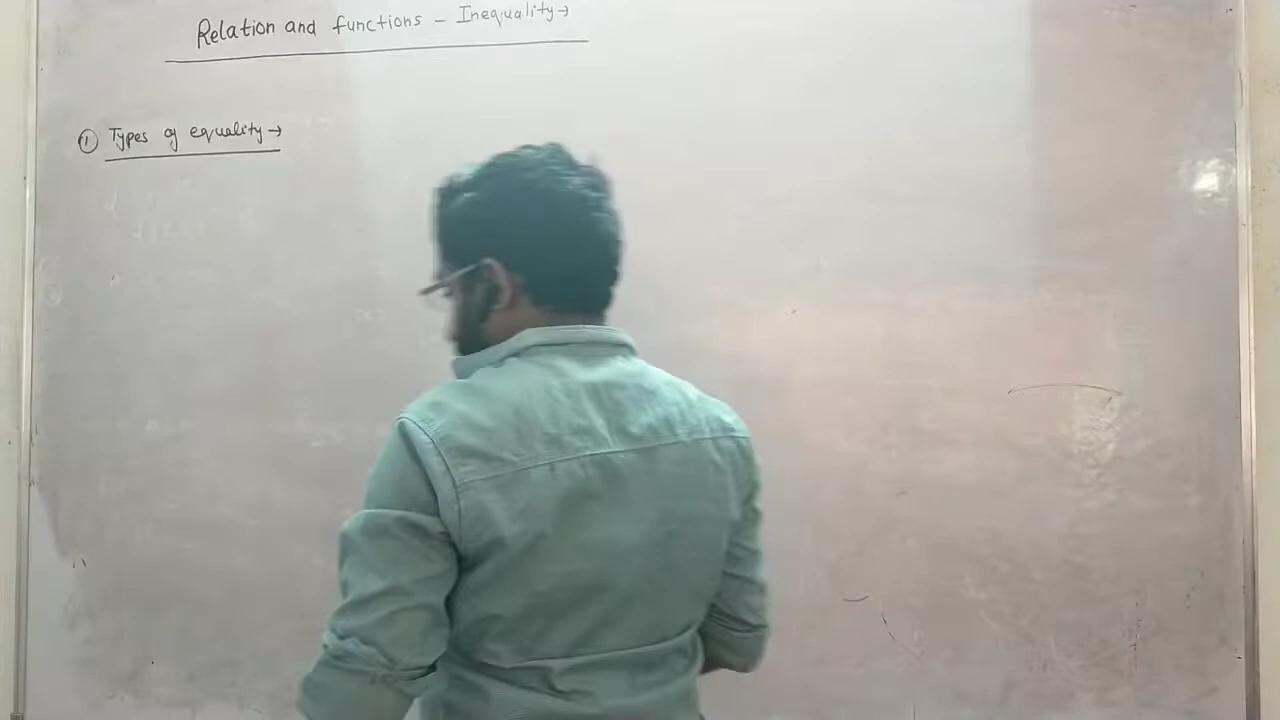 Relation and functions - Inequality →
① Types of equality →